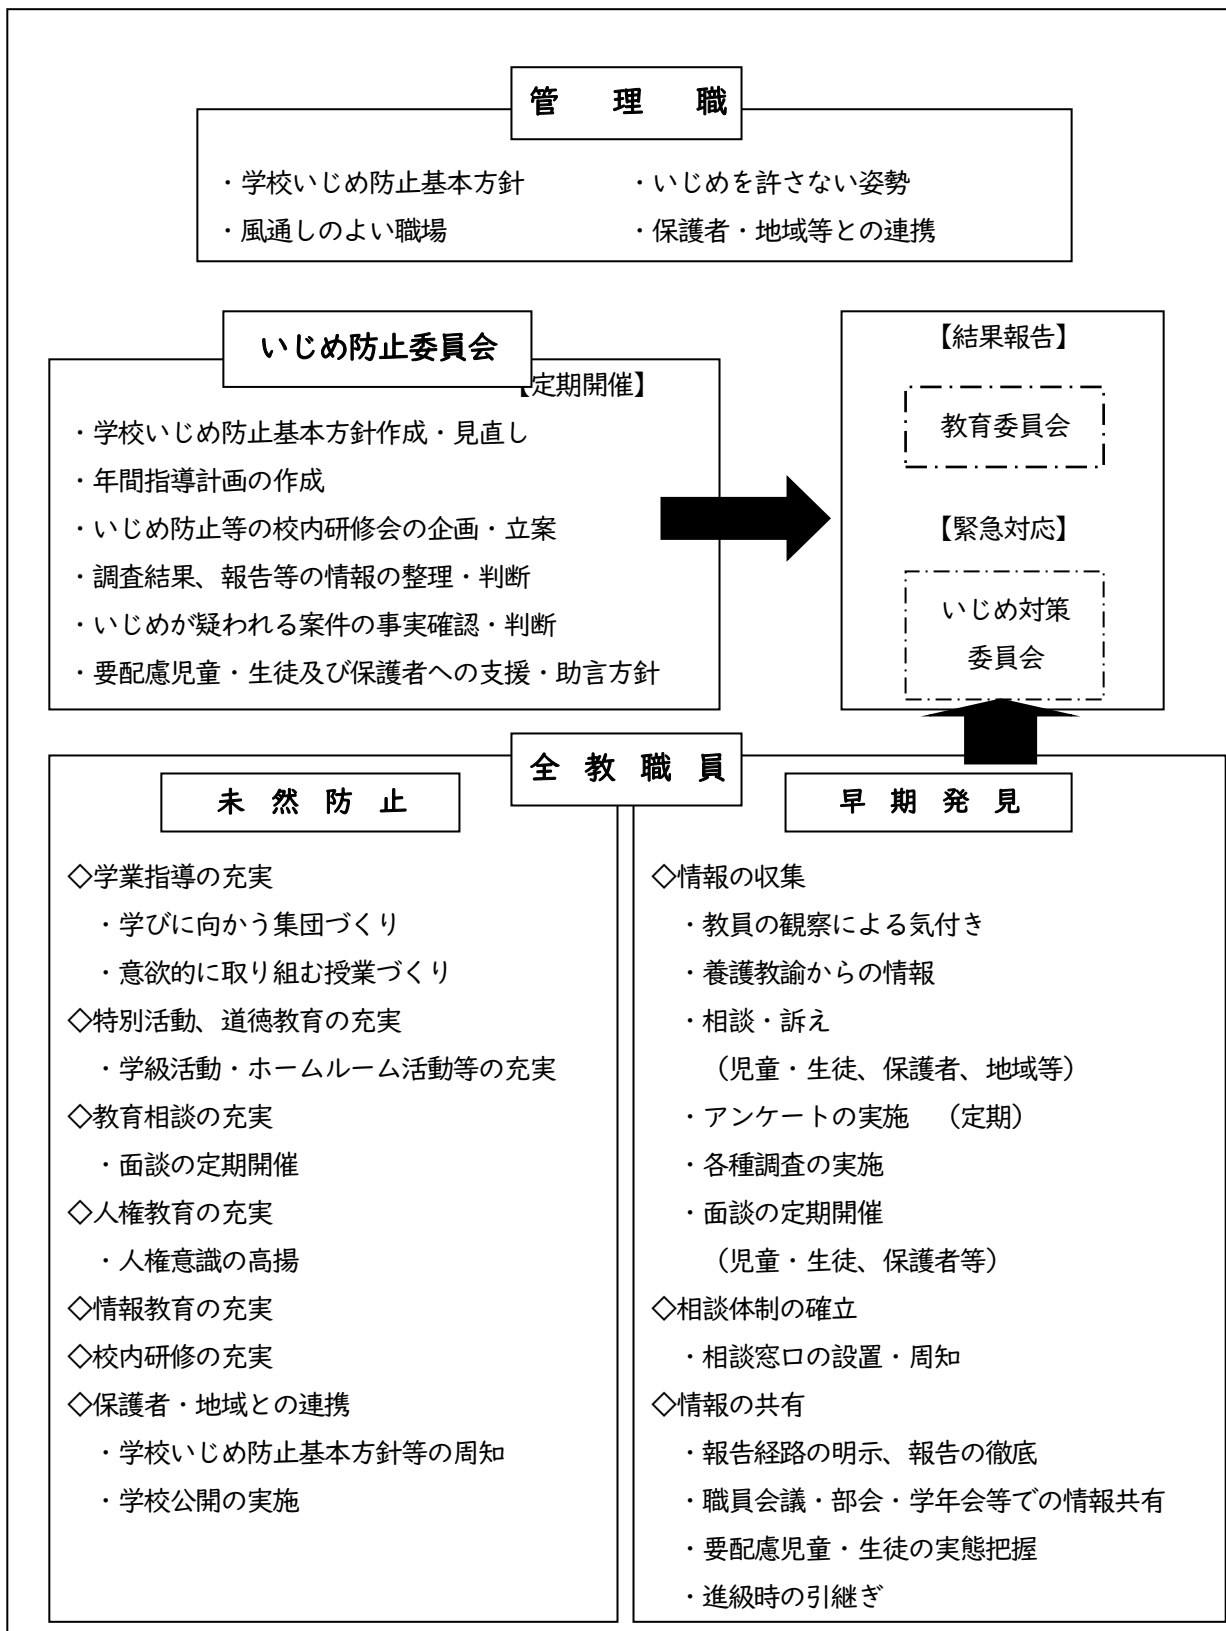 管　理　職
・学校いじめ防止基本方針　・いじめを許さない姿勢
・風通しのよい職場　・保護者・地域等との連携
いじめ防止委員会
【定期開催】
・学校いじめ防止基本方針作成・見直し
・年間指導計画の作成
・いじめ防止等の校内研修会の企画・立案
・調査結果、報告等の情報の整理・判断
・いじめが疑われる案件の事実確認・判断
・要配慮児童・生徒及び保護者への支援・助言方針
【結果報告】
教育委員会
【緊急対応】
いじめ対策
委員会
全 教 職 員
未 然 防 止
◇学業指導の充実
・学びに向かう集団づくり
・意欲的に取り組む授業づくり
◇特別活動、道徳教育の充実
・学級活動・ホームルーム活動等の充実
◇教育相談の充実
・面談の定期開催
◇人権教育の充実
・人権意識の高揚
◇情報教育の充実
◇校内研修の充実
◇保護者・地域との連携
・学校いじめ防止基本方針等の周知
・学校公開の実施
早 期 発 見
◇情報の収集
・教員の観察による気付き
・養護教諭からの情報
・相談・訴え
（児童・生徒、保護者、地域等）
・アンケートの実施　（定期）
・各種調査の実施
・面談の定期開催
（児童・生徒、保護者等）
◇相談体制の確立
・相談窓口の設置・周知
◇情報の共有
・報告経路の明示、報告の徹底
・職員会議・部会・学年会等での情報共有
・要配慮児童・生徒の実態把握
・進級時の引継ぎ